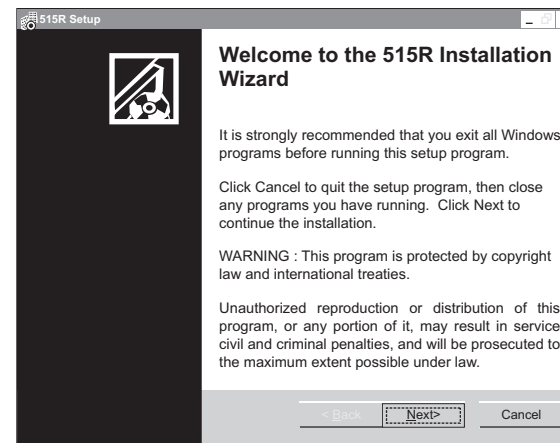 515R Setup
Welcome to the 515R Installation
Wizard
It is strongly recommended that you exit all Windows
programs before running this setup program.
Click Cancel to quit the setup program, then close
any programs you have running. Click Next to
continue the installation.
WARNING : This program is protected by copyright
law and international treaties.
Unauthorized reproduction or distribution of this
program, or any portion of it, may result in service
civil and criminal penalties, and will be prosecuted to
the maximum extent possible under law.
< Back Next> Cancel